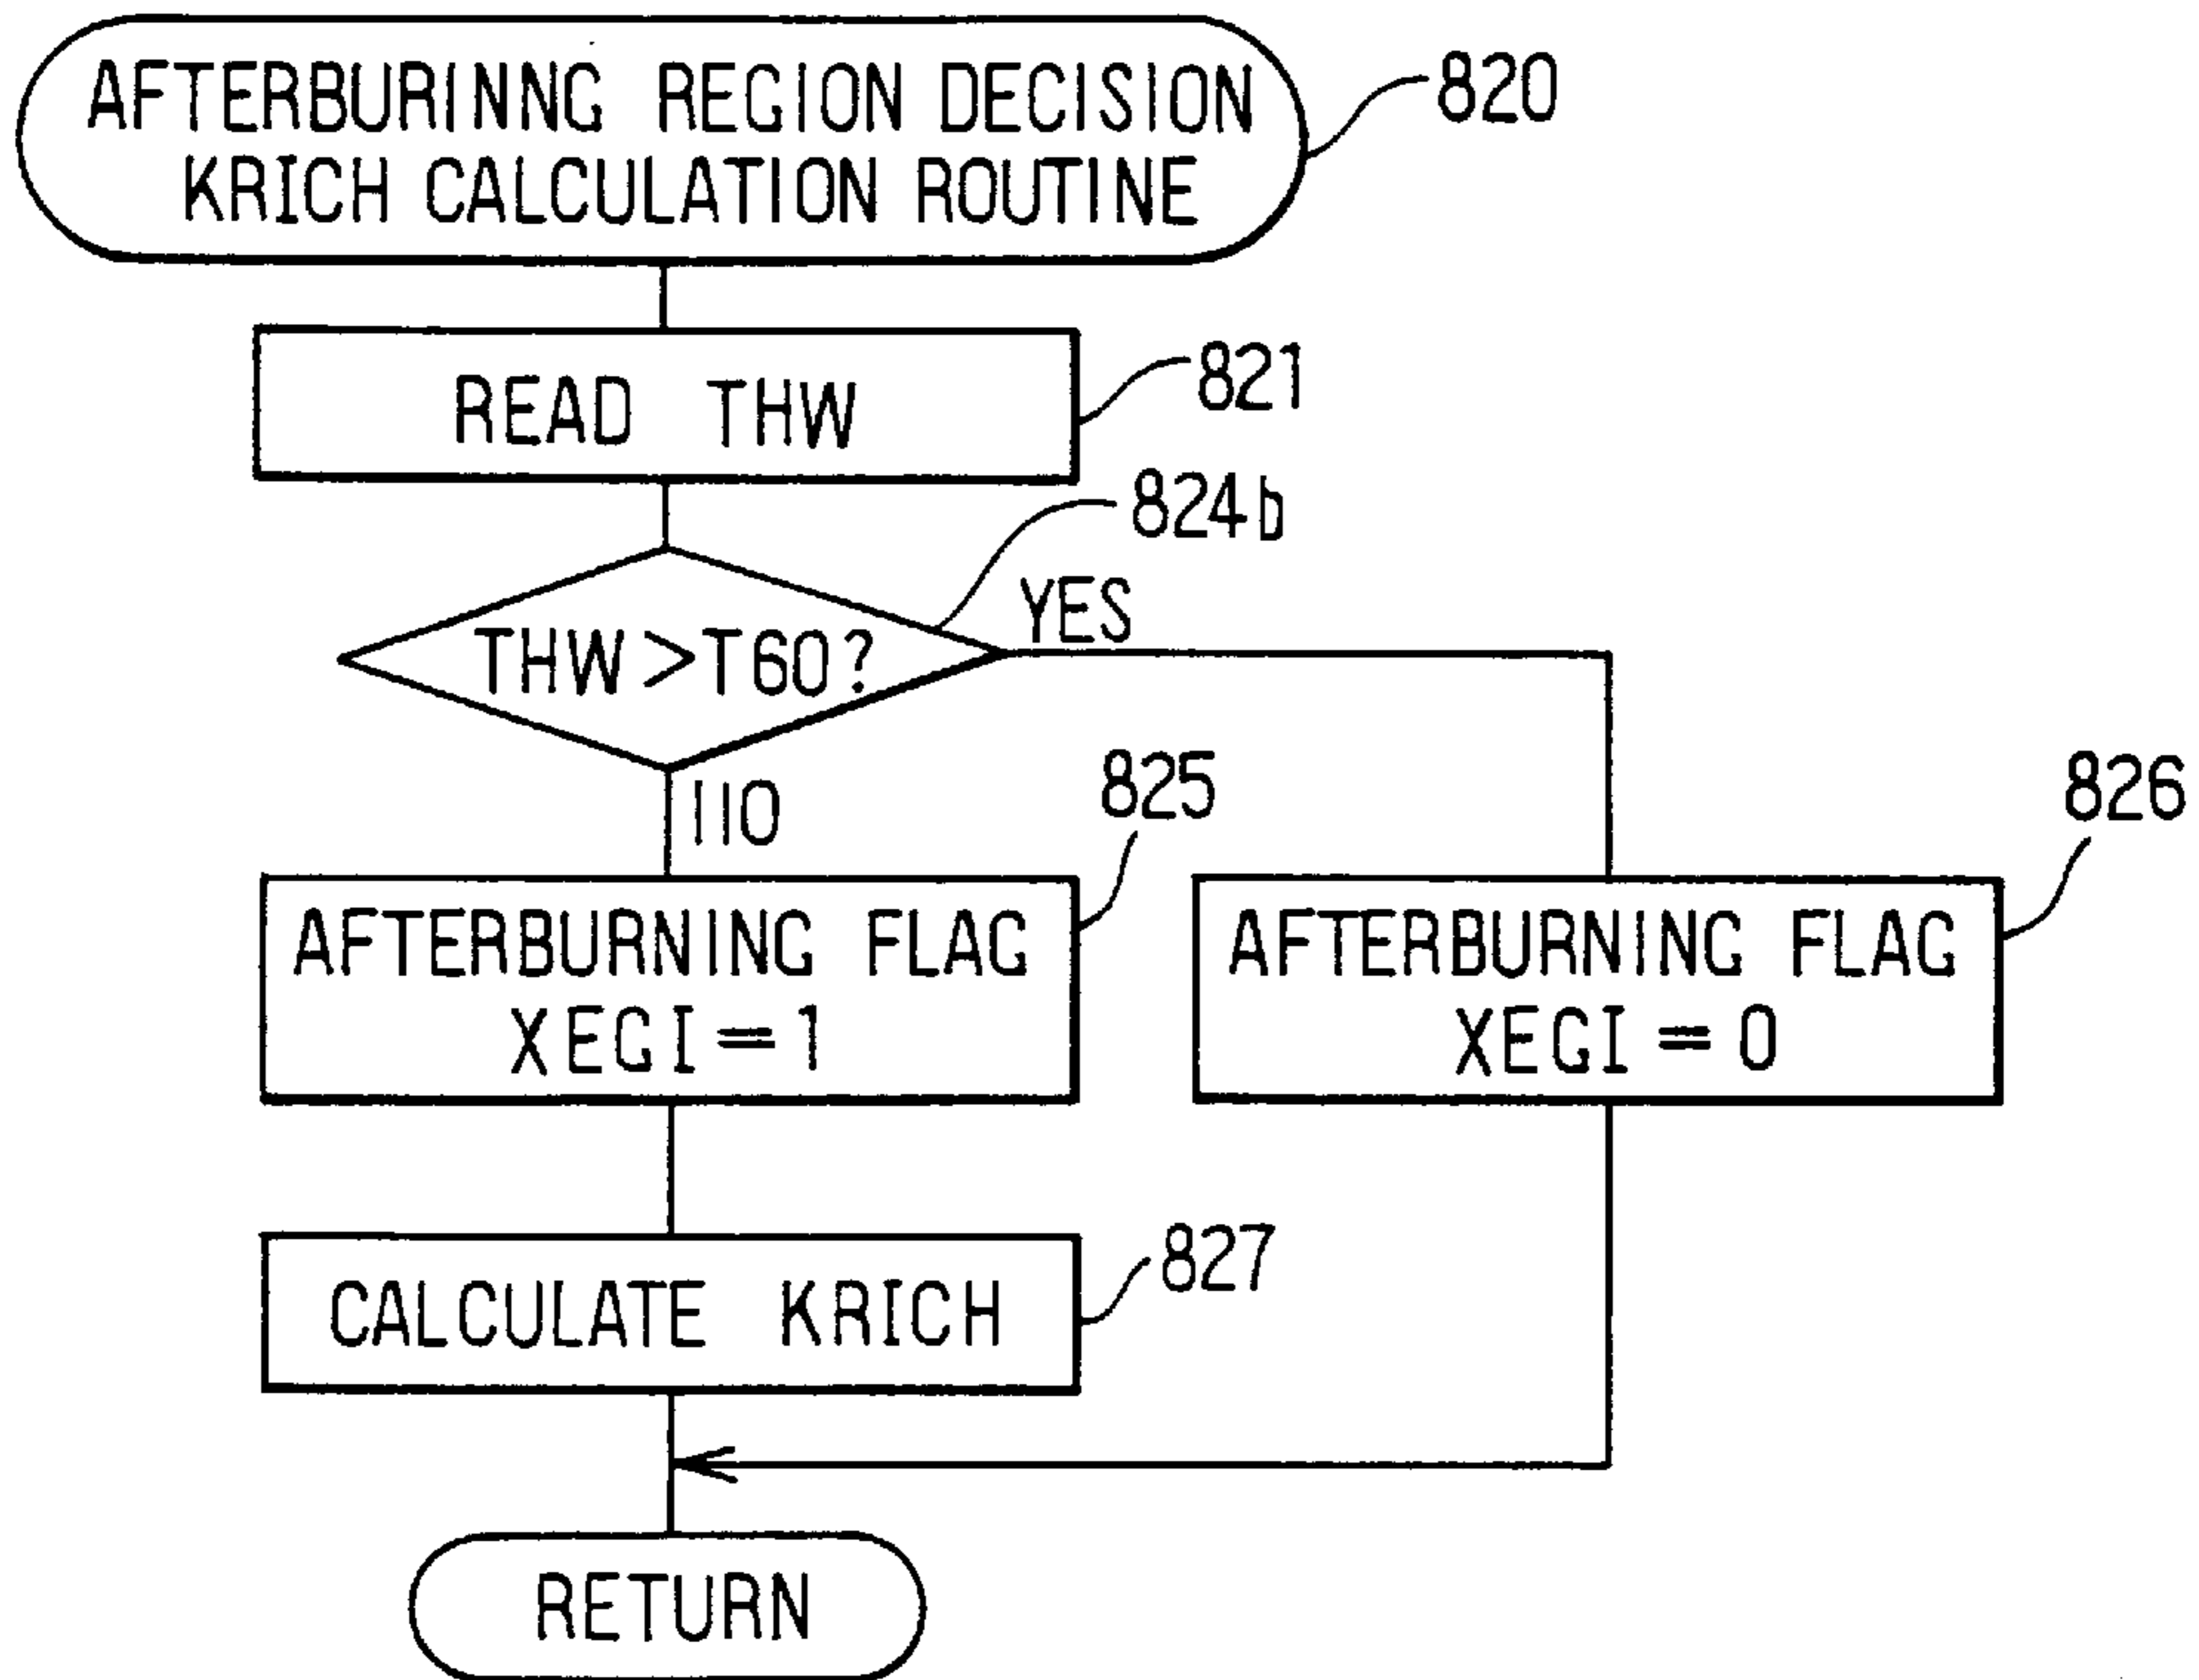 AFTERBURINNG REGION DECISION
KRICH CALCULATION ROUTINE
820
READ THW
821
824b
THW>T60?
YES
110
825
826
AFTERBURNING FLAG
XEGI=1
AFTERBURNING FLAG
XEGI=0
827
CALCULATE KRICH
RETURN